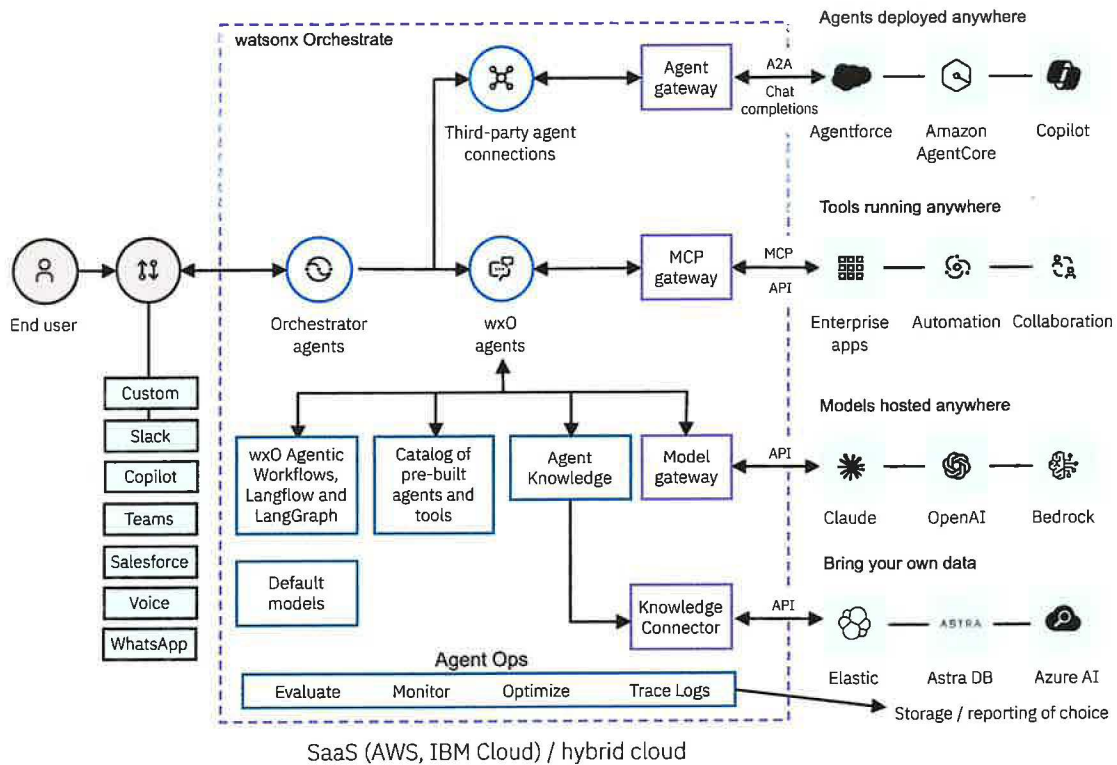 watsonx Orchestrate
Agents deployed anywhere
Third-party agent
connections
Agent
gateway
A2A
Chat
completions
Agentforce
Amazon
AgentCore
Copilot
Tools running anywhere
End user
Orchestrator
agents
wxO
agents
MCP
gateway
MCP
API
Enterprise
apps
Automation
Collaboration
Custom
Slack
Copilot
Teams
Salesforce
Voice
WhatsApp
wxO Agentic
Workflows,
Langflow and
LangGraph
Catalog of
pre-built
agents and
tools
Agent
Knowledge
Model
gateway
Models hosted anywhere
API
Claude
OpenAI
Bedrock
Default
models
Knowledge
Connector
Bring your own data
API
ASTRA
Elastic
Astra DB
Azure AI
Agent Ops
Evaluate Monitor Optimize Trace Logs
Storage / reporting of choice
SaaS (AWS, IBM Cloud) / hybrid cloud